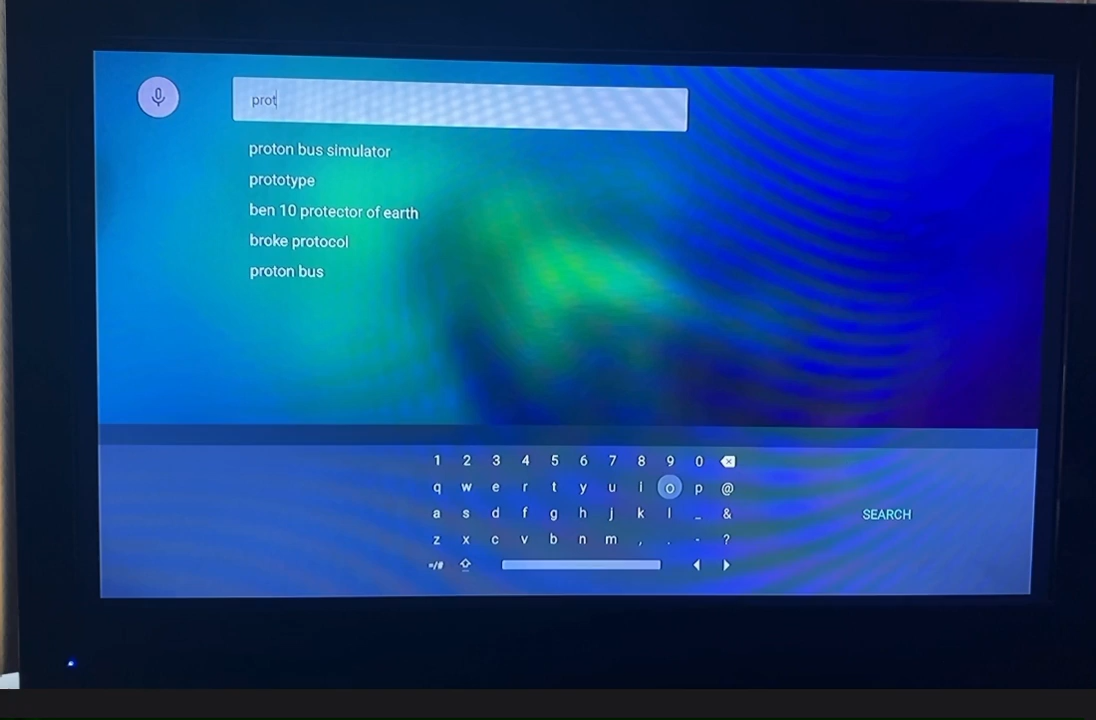 prot
proton bus simulator
prototype
ben 10 protector of earth
broke protocol
proton bus
1 2 3 4 5 6 7 8 9 0
q w e r t y u i o p @
a s d f g h j k l _ &
SEARCH
z x c v b n m , . - ?
=/#